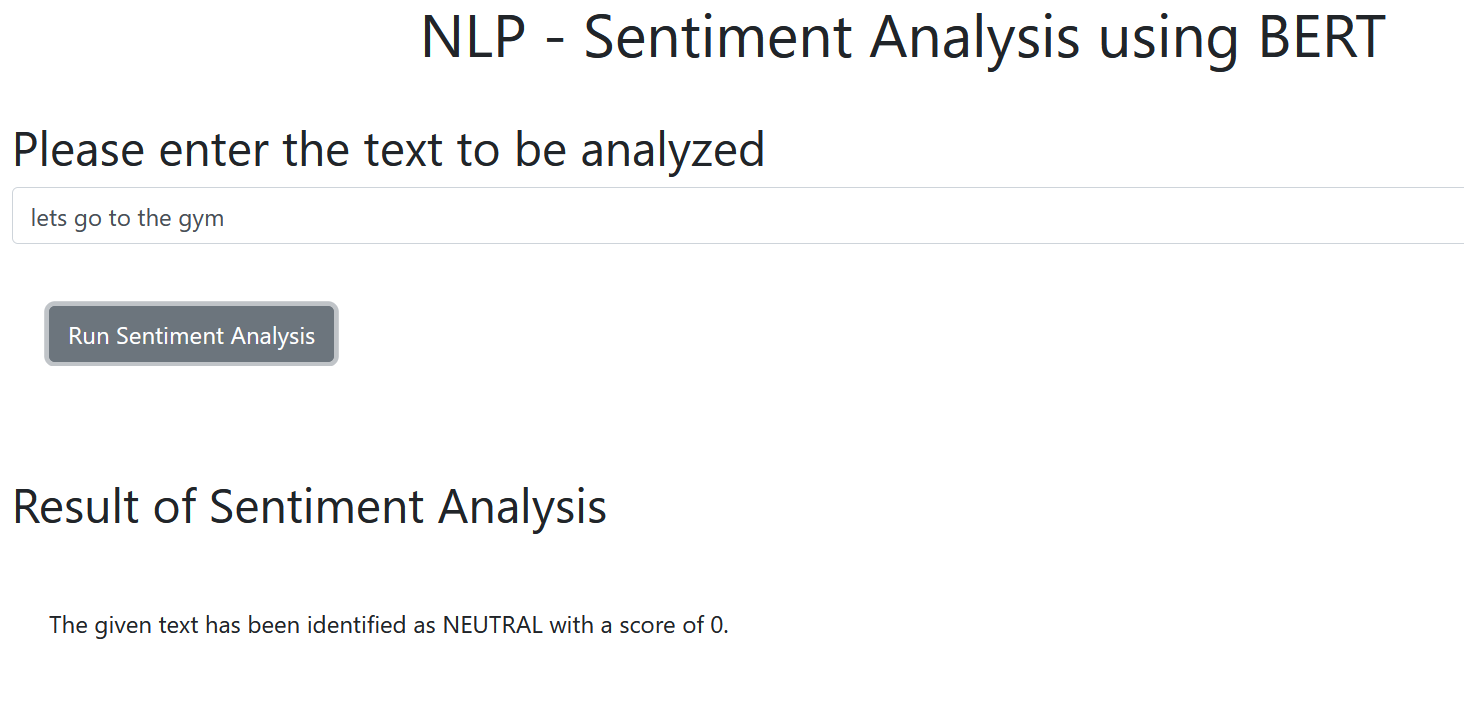 NLP - Sentiment Analysis using BERT
Please enter the text to be analyzed
lets go to the gym
Run Sentiment Analysis
Result of Sentiment Analysis
The given text has been identified as NEUTRAL with a score of 0.